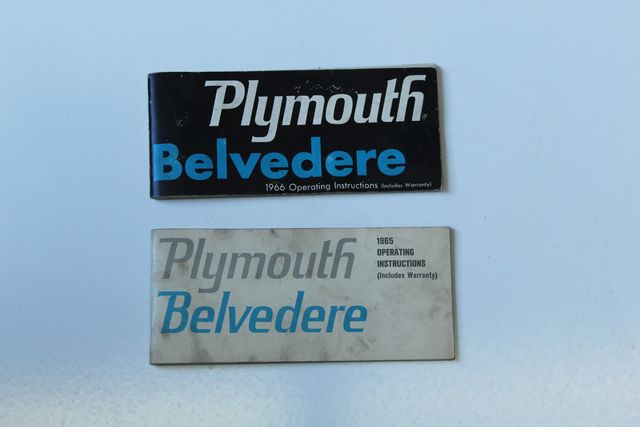 Plymouth
Belvedere
1966 Operating Instructions (Includes Warranty)
Plymouth
Belvedere
1965
OPERATING
INSTRUCTIONS
(Includes Warranty)